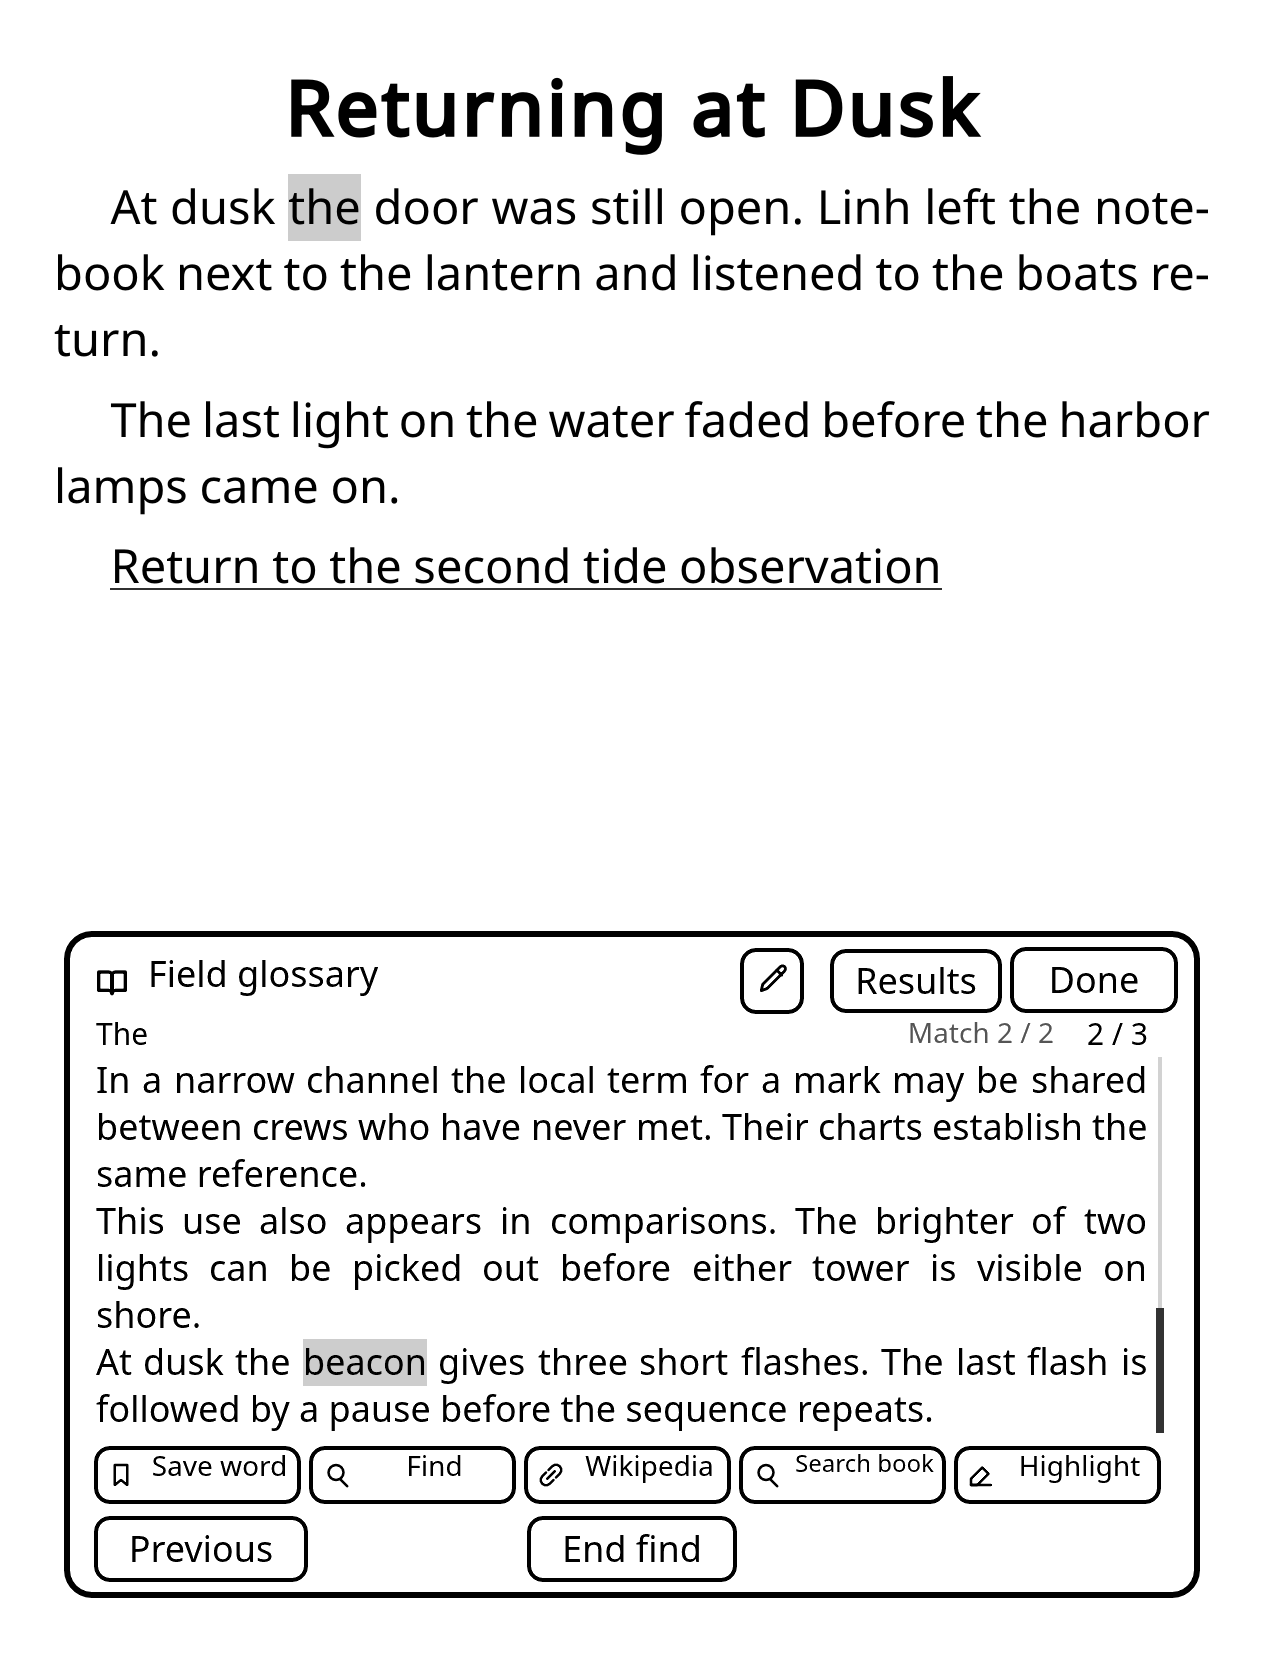 Returning at Dusk
At dusk the door was still open. Linh left the note-
book next to the lantern and listened to the boats re-
turn.
The last light on the water faded before the harbor
lamps came on.
Return to the second tide observation
Field glossary
Results
Done
The
Match 2 / 2
2 / 3
In a narrow channel the local term for a mark may be shared
between crews who have never met. Their charts establish the
same reference.
This use also appears in comparisons. The brighter of two
lights can be picked out before either tower is visible on
shore.
At dusk the beacon gives three short flashes. The last flash is
followed by a pause before the sequence repeats.
Save word
Find
Wikipedia
Search book
Highlight
Previous
End find